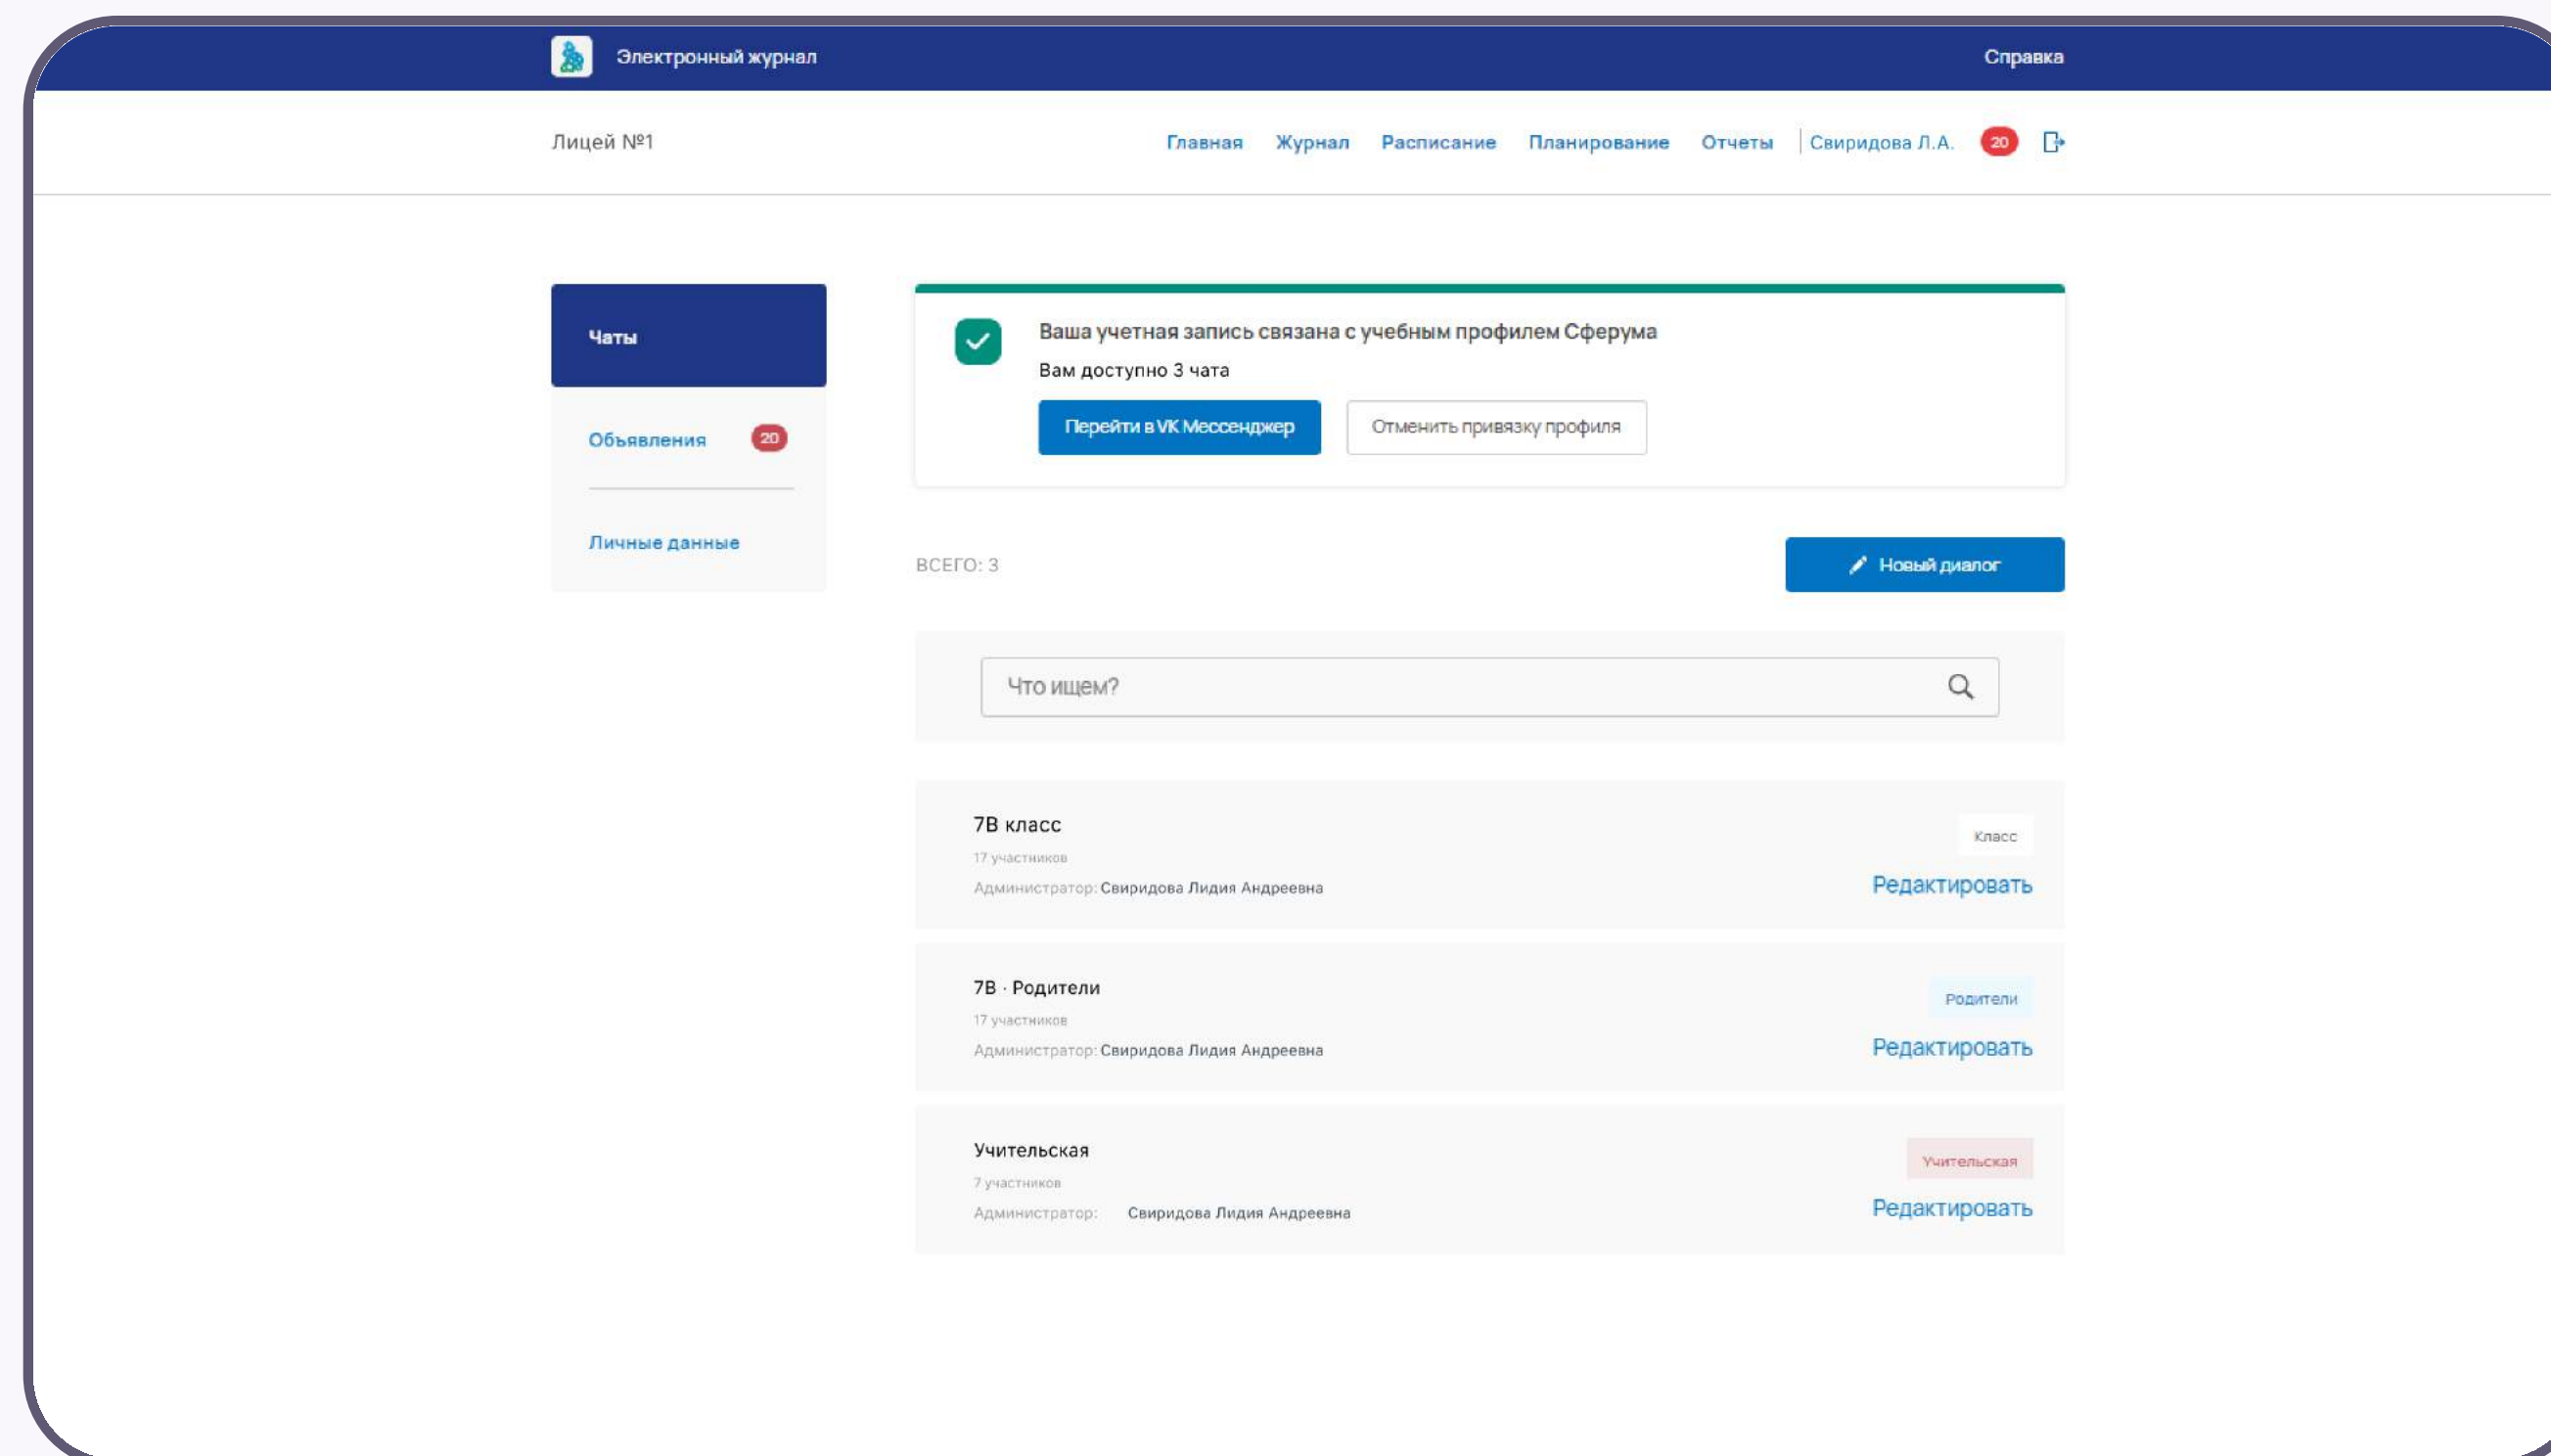 Электронный журнал
Справка
Лицей №1
Главная Журнал Расписание Планирование Отчеты Свиридова Л.А. 20
Чаты
Объявления 20
Личные данные
Ваша учетная запись связана с учебным профилем Сферума
Вам доступно 3 чата
Перейти в VK Мессенджер Отменить привязку профиля
ВСЕГО: 3
Новый диалог
Что ищем?
7В класс
Класс
17 участников
Администратор: Свиридова Лидия Андреевна
Редактировать
7В · Родители
Родители
17 участников
Администратор: Свиридова Лидия Андреевна
Редактировать
Учительская
Учительская
7 участников
Администратор: Свиридова Лидия Андреевна
Редактировать